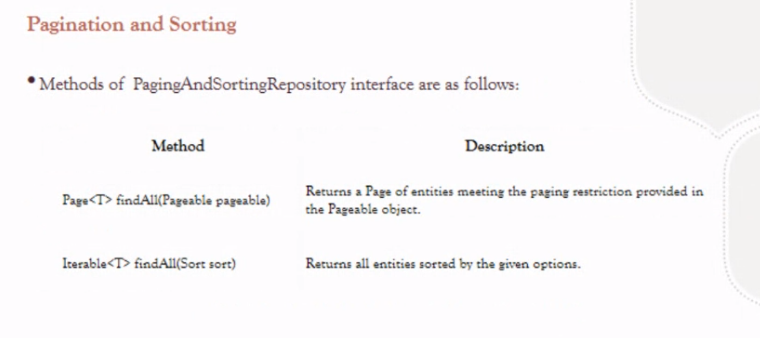 Pagination and Sorting
• Methods of PagingAndSortingRepository interface are as follows:
Method Description
Page<T> findAll(Pageable pageable) Returns a Page of entities meeting the paging restriction provided in
the Pageable object.
Iterable<T> findAll(Sort sort) Returns all entities sorted by the given options.